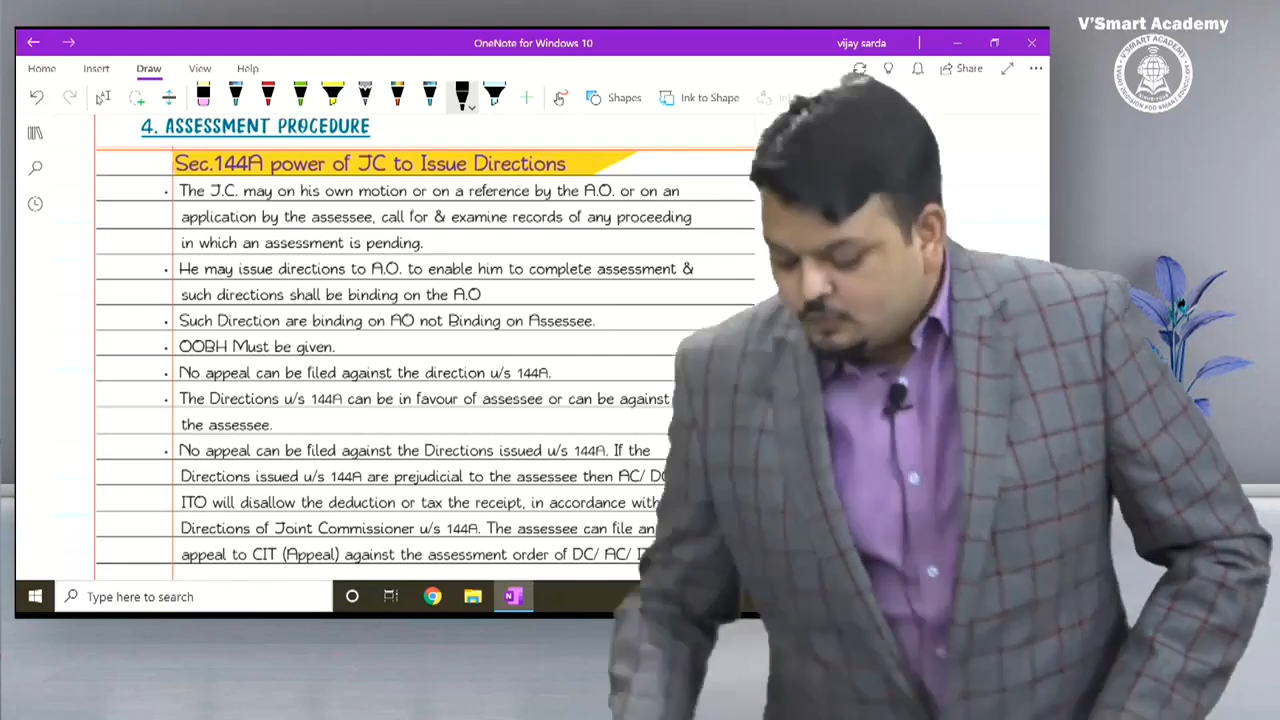 V'Smart Academy
OneNote for Windows 10
vijay sarda
Home Insert Draw View Help
Share
Shapes
Ink to Shape
4. ASSESSMENT PROCEDURE
Sec.144A power of JC to Issue Directions
• The J.C. may on his own motion or on a reference by the A.O. or on an
application by the assessee, call for & examine records of any proceeding
in which an assessment is pending.
• He may issue directions to A.O. to enable him to complete assessment &
such directions shall be binding on the A.O
• Such Direction are binding on AO not Binding on Assessee.
• OOBH Must be given.
• No appeal can be filed against the direction u/s 144A.
• The Directions u/s 144A can be in favour of assessee or can be against
the assessee.
• No appeal can be filed against the Directions issued u/s 144A. If the
Directions issued u/s 144A are prejudicial to the assessee then AC/
ITO will disallow the deduction or tax the receipt, in accordance with
Directions of Joint Commissioner u/s 144A. The assessee can file an
appeal to CIT (Appeal) against the assessment order of DC/ AC/
Type here to search